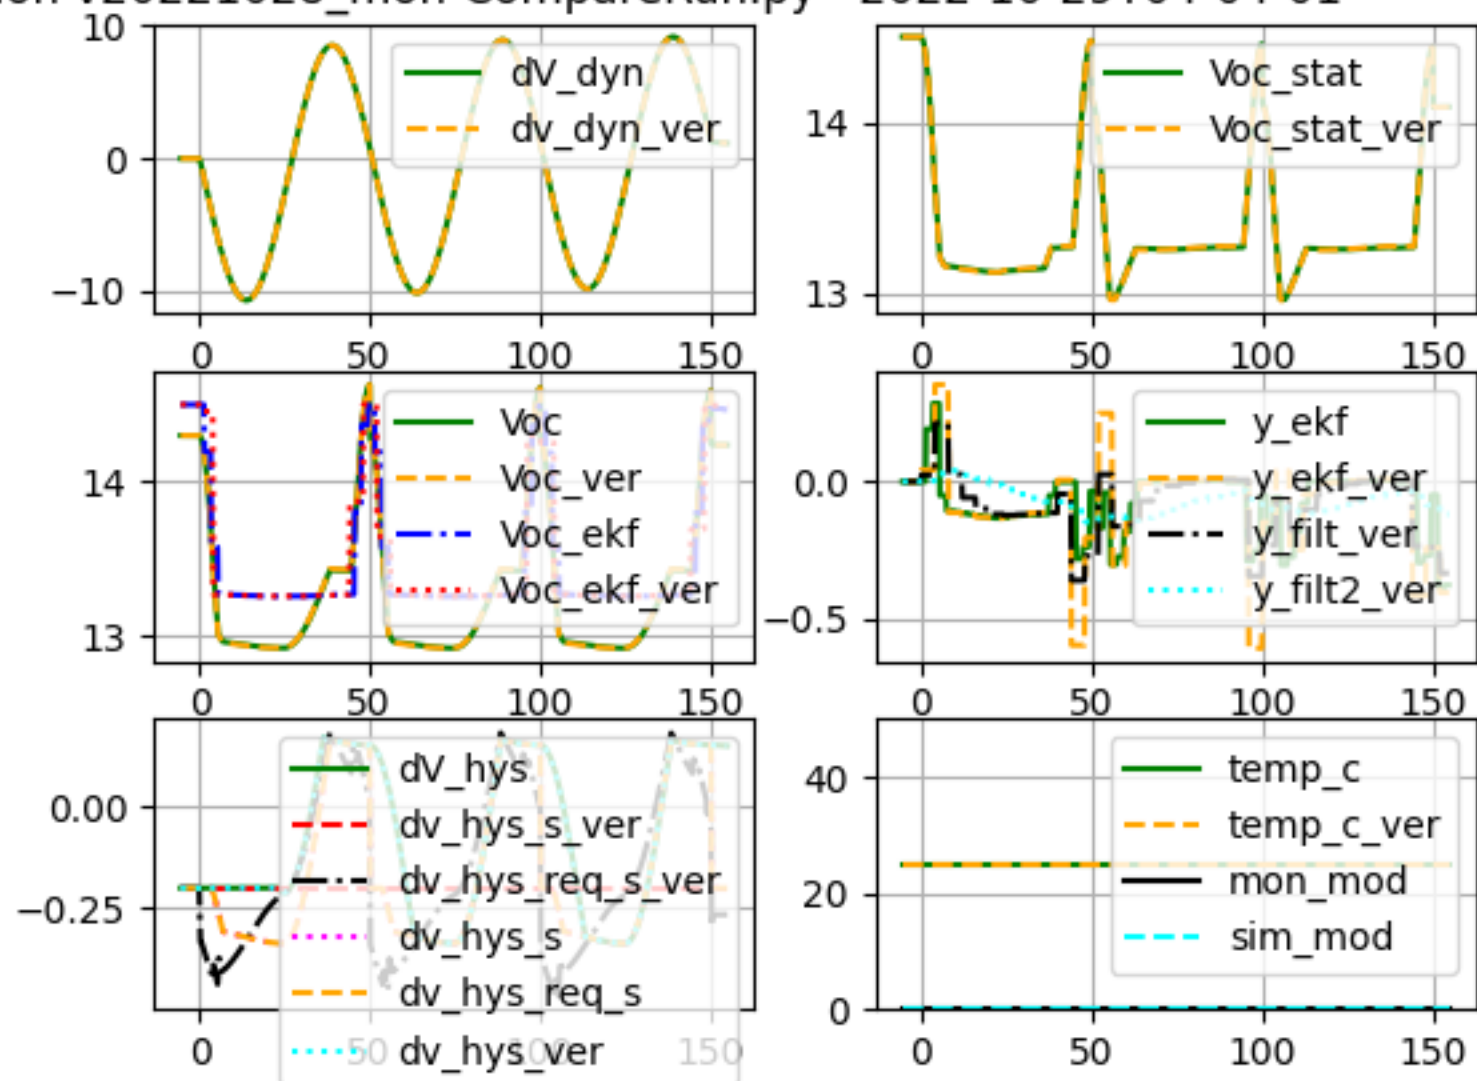 10
0
−10
0
50
100
150
dV_dyn
dv_dyn_ver
14
13
0
50
100
150
Voc_stat
Voc_stat_ver
14
13
0
50
100
150
Voc
Voc_ver
Voc_ekf
Voc_ekf_ver
0.0
−0.5
0
50
100
150
y_ekf
y_ekf_ver
y_filt_ver
y_filt2_ver
0.00
−0.25
0
50
100
150
dV_hys
dv_hys_s_ver
dv_hys_req_s_ver
dv_hys_s
dv_hys_req_s
dv_hys_ver
40
20
0
0
50
100
150
temp_c
temp_c_ver
mon_mod
sim_mod